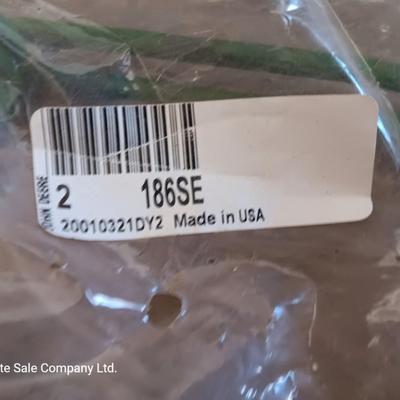 JOHN DEERE
2 186SE
20010321DY2 Made in USA
te Sale Company Ltd.